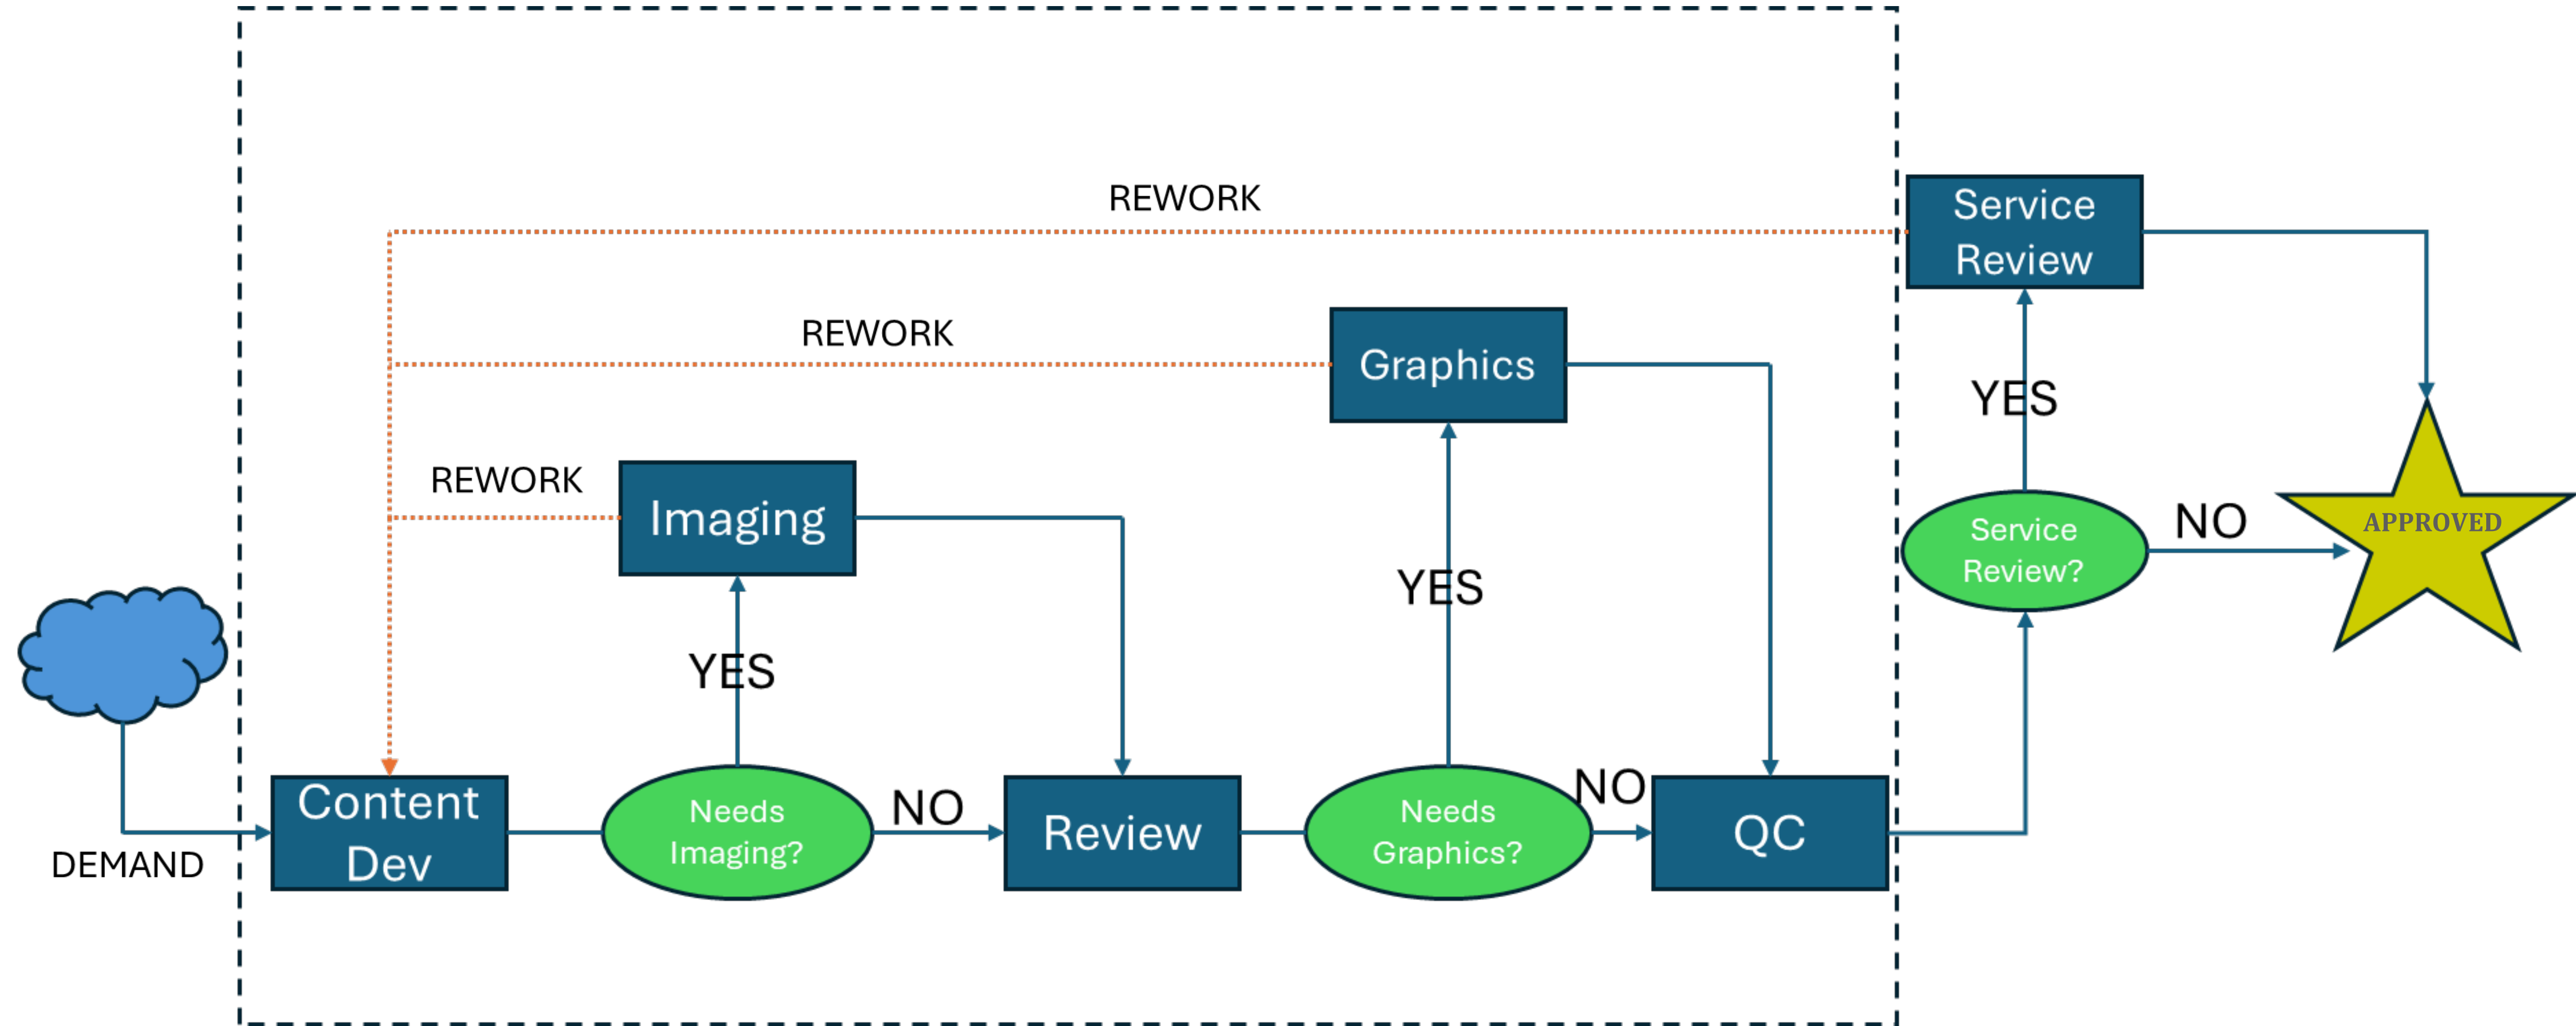 REWORK
Service
Review
REWORK
Graphics
YES
REWORK
Imaging
Service
Review?
NO
APPROVED
YES
YES
Content
Dev
Needs
Imaging?
NO
Review
Needs
Graphics?
NO
QC
DEMAND